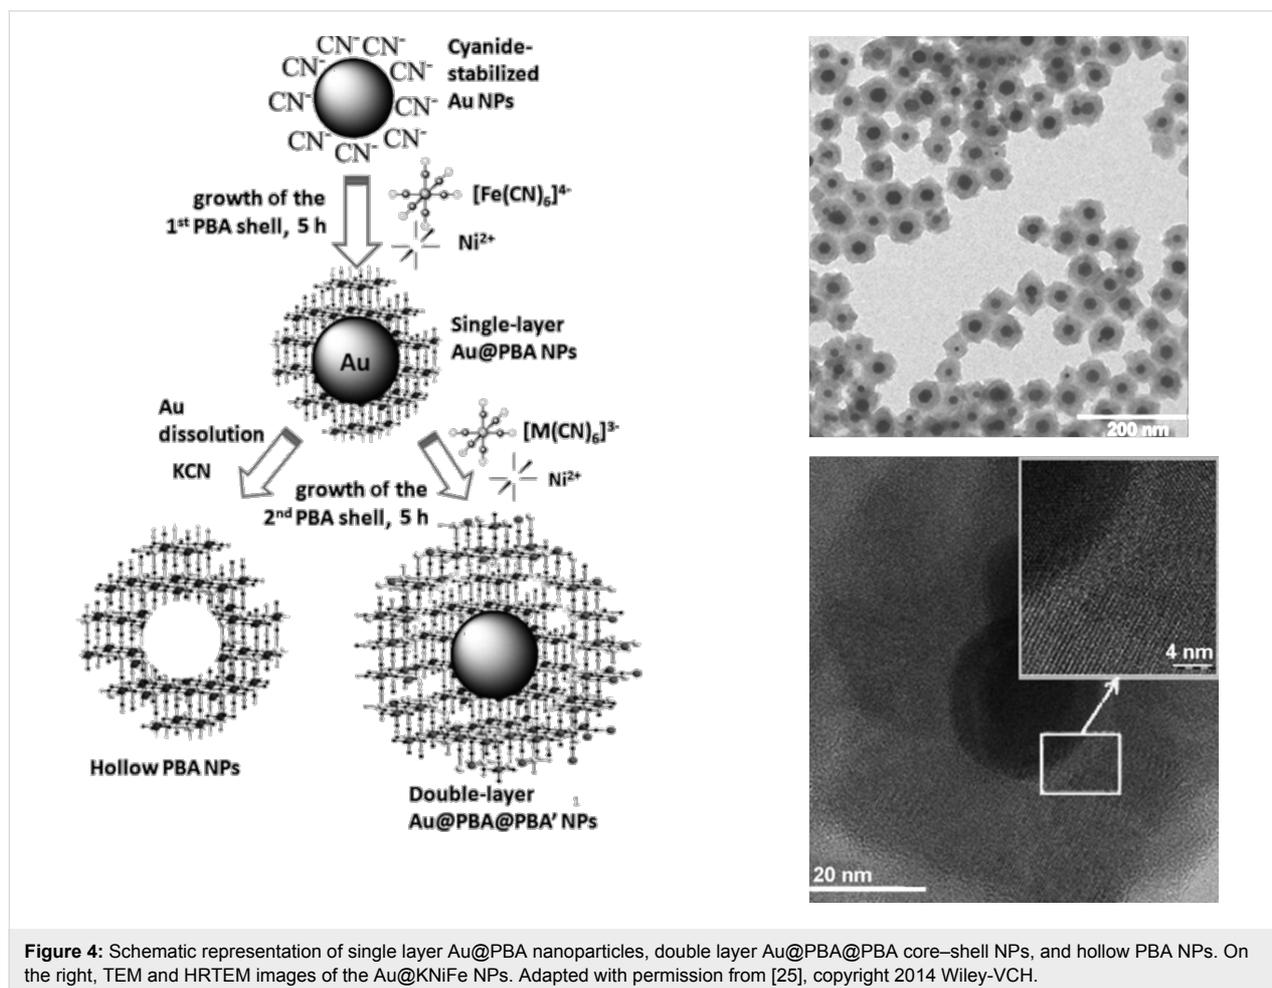 CN⁻ CN⁻
CN⁻ CN⁻
CN⁻ CN⁻
CN⁻ CN⁻
CN⁻
Cyanide-
stabilized
Au NPs
growth of the
1st PBA shell, 5 h
[Fe(CN)₆]⁴⁻
Ni²⁺
Au
Single-layer
Au@PBA NPs
Au
dissolution
KCN
[M(CN)₆]³⁻
Ni²⁺
growth of the
2nd PBA shell, 5 h
Hollow PBA NPs
Double-layer
Au@PBA@PBA’ NPs
1
200 nm
4 nm
20 nm
Figure 4: Schematic representation of single layer Au@PBA nanoparticles, double layer Au@PBA@PBA core–shell NPs, and hollow PBA NPs. On
the right, TEM and HRTEM images of the Au@KNiFe NPs. Adapted with permission from [25], copyright 2014 Wiley-VCH.